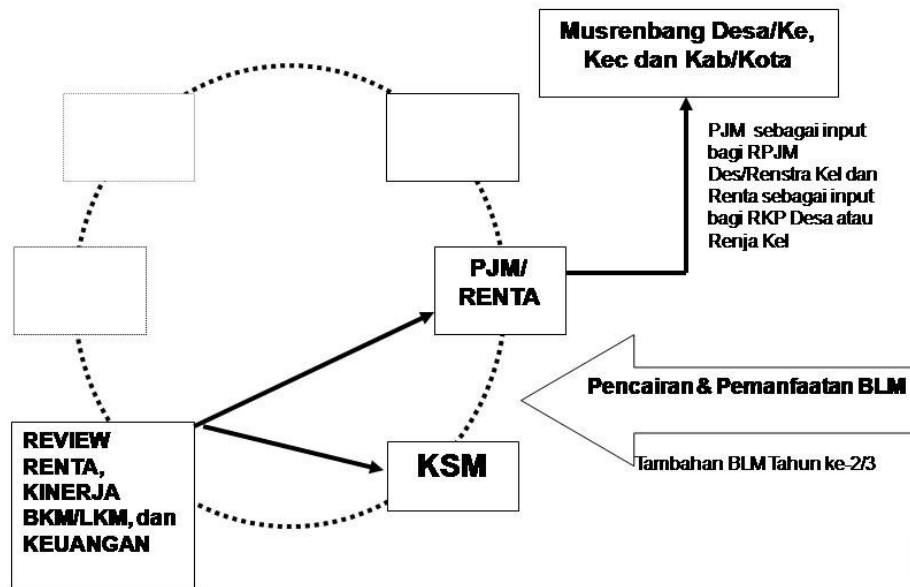 Musrenbang Desa/Ke,
Kec dan Kab/Kota
PJM sebagai input
bagi RPJM
Des/Renstra Kel dan
Renta sebagai input
bagi RKP Desa atau
Renja Kel
PJM/
RENTA
Pencairan & Pemanfaatan BLM
Tambahan BLM Tahun ke-2/3
KSM
REVIEW
RENTA,
KINERJA
BKM/LKM, dan
KEUANGAN